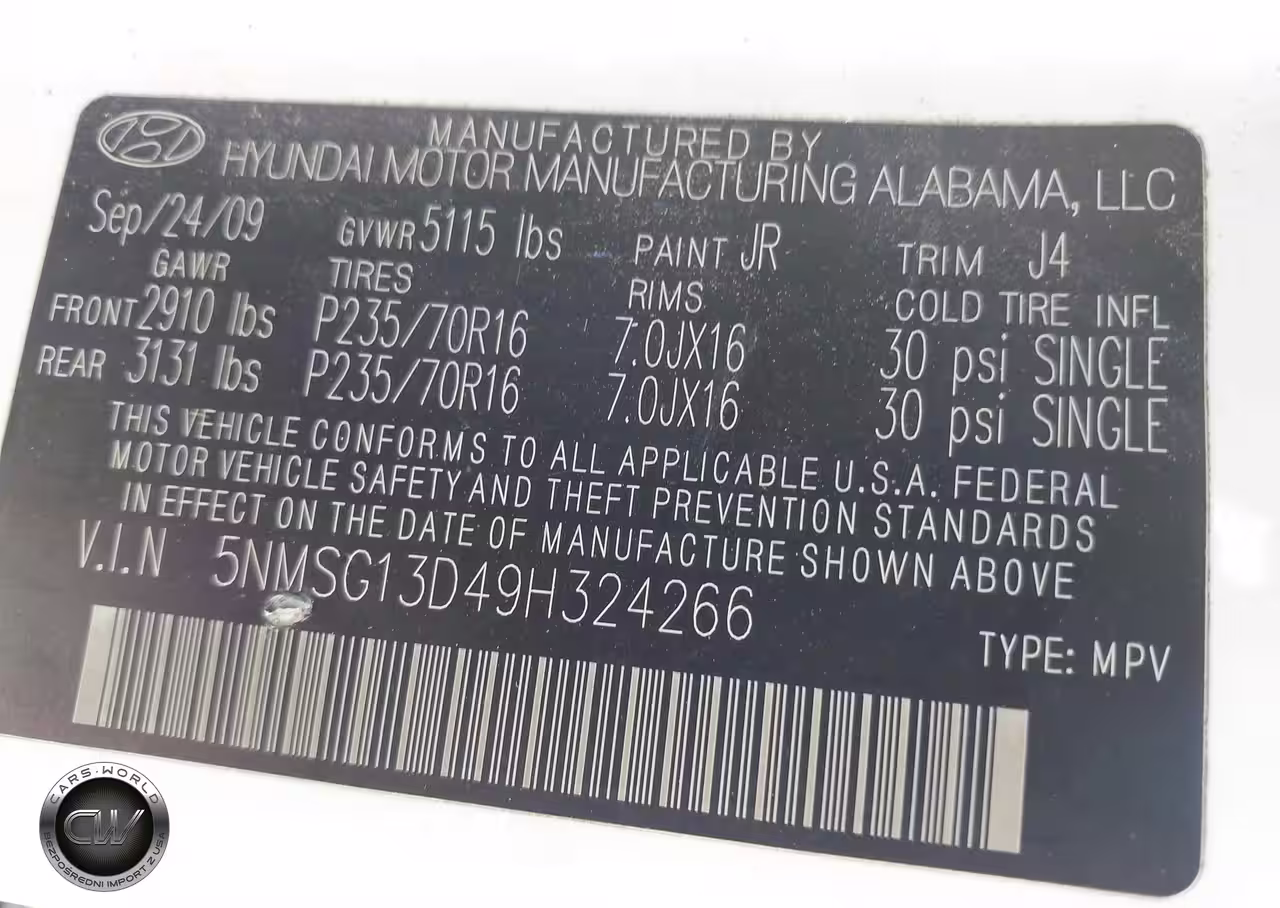 MANUFACTURED BY
HYUNDAI MOTOR MANUFACTURING ALABAMA, LLC
Sep/24/09 GVWR 5115 lbs PAINT JR TRIM J4
GAWR TIRES RIMS COLD TIRE INFL
FRONT 2910 lbs P235/70R16 7.0JX16 30 psi SINGLE
REAR 3131 lbs P235/70R16 7.0JX16 30 psi SINGLE
THIS VEHICLE CONFORMS TO ALL APPLICABLE U.S.A. FEDERAL
MOTOR VEHICLE SAFETY AND THEFT PREVENTION STANDARDS
IN EFFECT ON THE DATE OF MANUFACTURE SHOWN ABOVE
V.I.N 5NMSG13D49H324266
TYPE: MPV
CARS·WORLD
CW
BEZPOŚREDNI IMPORT Z USA